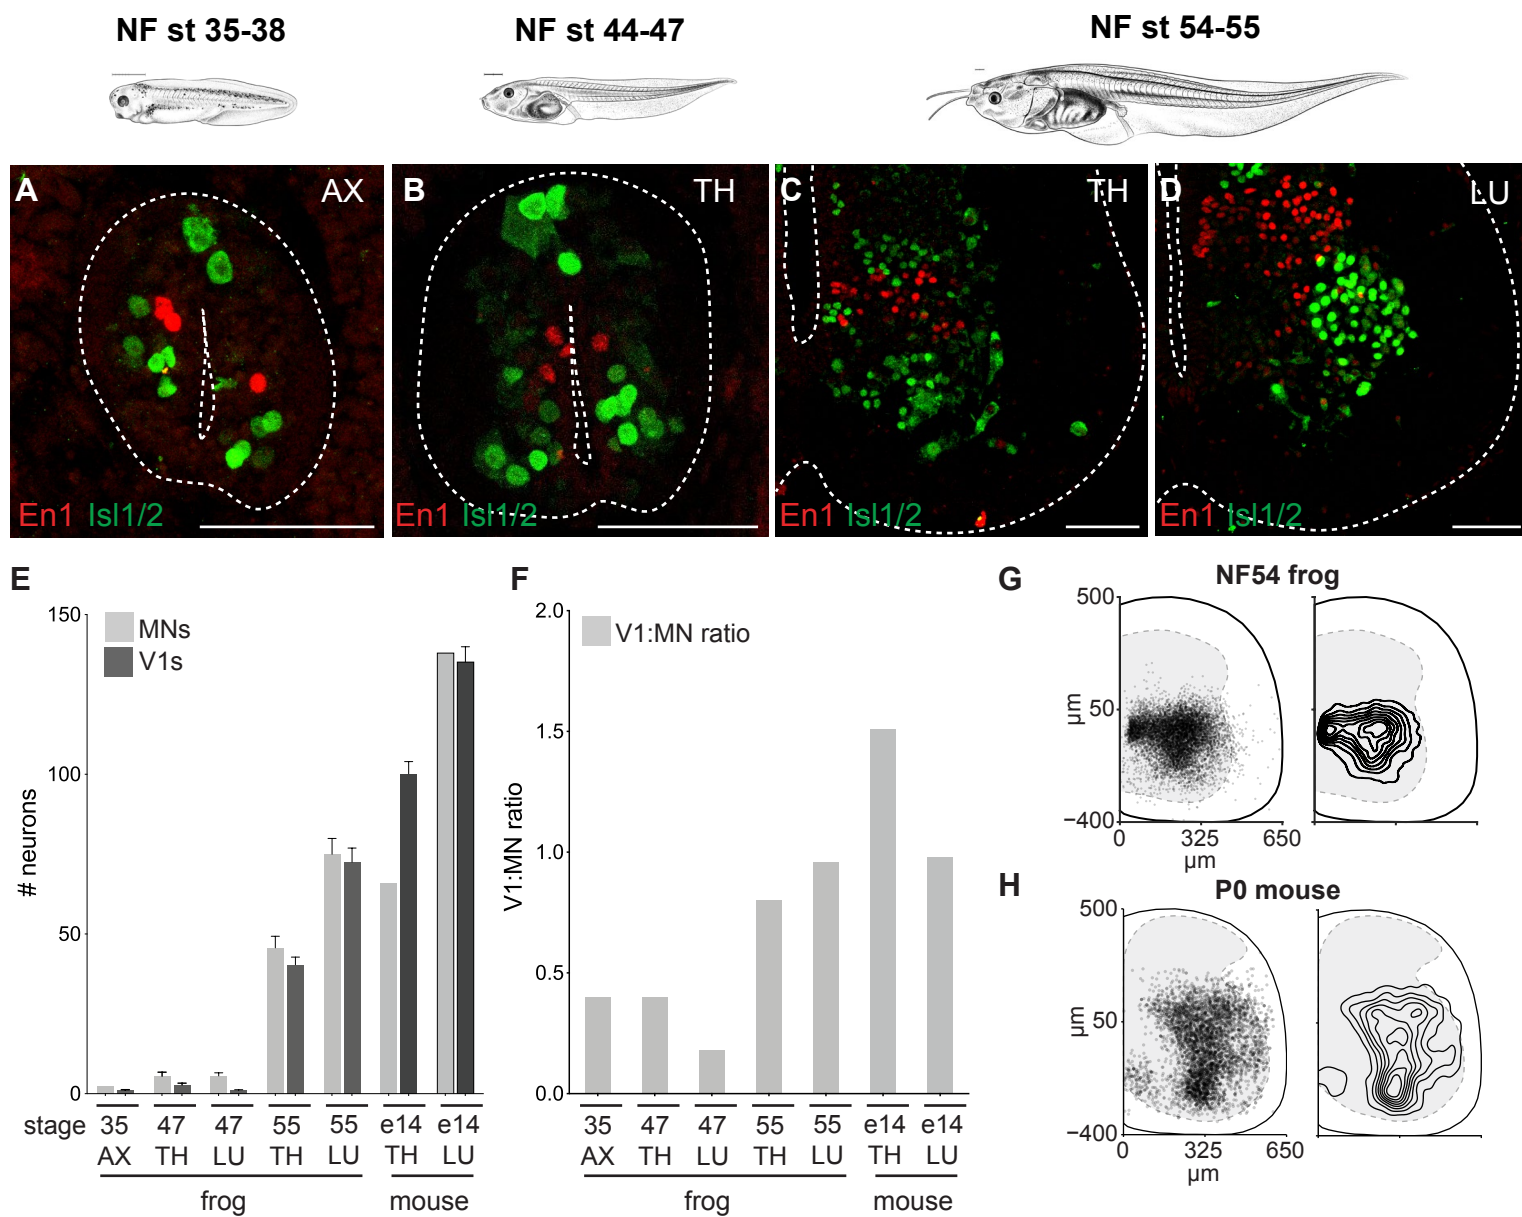 NF st 35-38
NF st 44-47
NF st 54-55
A
AX
En1 Isl1/2
B
TH
En1 Isl1/2
C
TH
En1 Isl1/2
D
LU
En1 Isl1/2
E
MNs
V1s
# neurons
150
100
50
0
stage
35 47 47 55 55 e14 e14
AX TH LU TH LU TH LU
frog mouse
F
V1:MN ratio
V1:MN ratio
2.0
1.5
1.0
0.5
0.0
35 47 47 55 55 e14 e14
AX TH LU TH LU TH LU
frog mouse
G
NF54 frog
500
50
−400
µm
0 325 650
µm
H
P0 mouse
500
50
−400
µm
0 325 650
µm